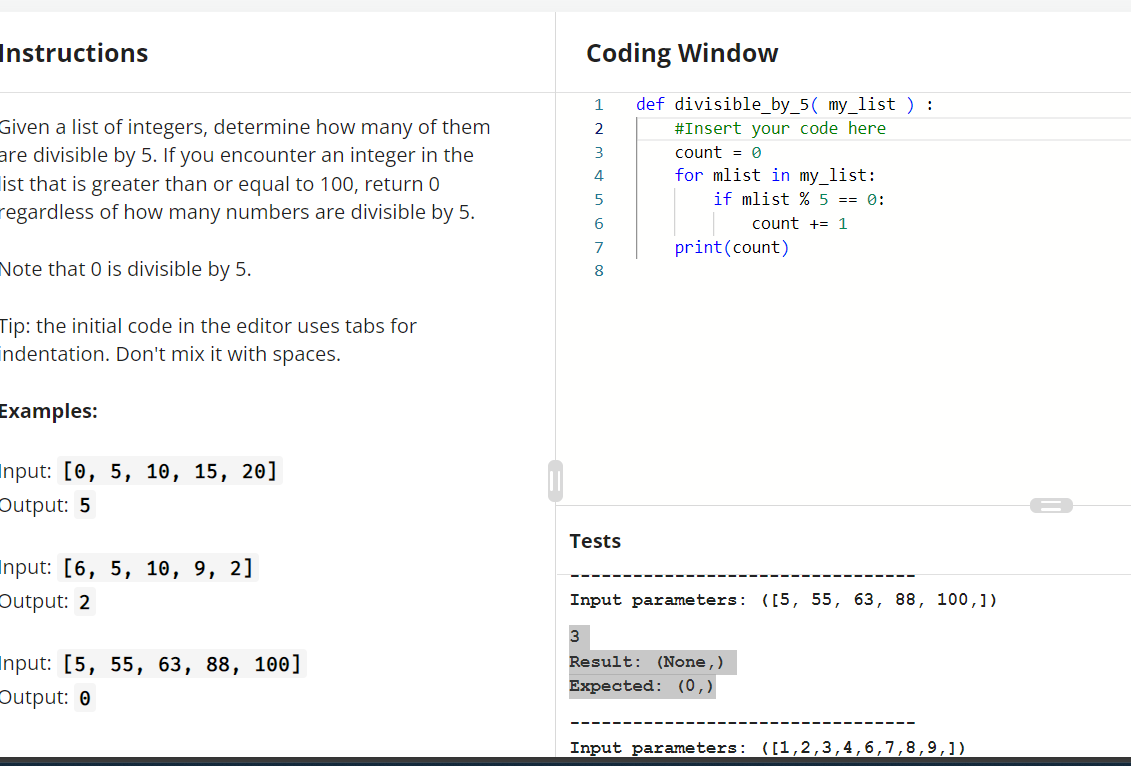 Instructions
Given a list of integers, determine how many of them
are divisible by 5. If you encounter an integer in the
list that is greater than or equal to 100, return 0
regardless of how many numbers are divisible by 5.
Note that 0 is divisible by 5.
Tip: the initial code in the editor uses tabs for
indentation. Don't mix it with spaces.
Examples:
Input: [0, 5, 10, 15, 20]
Output: 5
Input: [6, 5, 10, 9, 2]
Output: 2
Input: [5, 55, 63, 88, 100]
Output: 0
Coding Window
1 def divisible_by_5( my_list ) :
2 #Insert your code here
3 count = 0
4 for mlist in my_list:
5 if mlist % 5 == 0:
6 count += 1
7 print(count)
8
Tests
---------------------------------
Input parameters: ([5, 55, 63, 88, 100,])
3
Result: (None,)
Expected: (0,)
---------------------------------
Input parameters: ([1,2,3,4,6,7,8,9,])